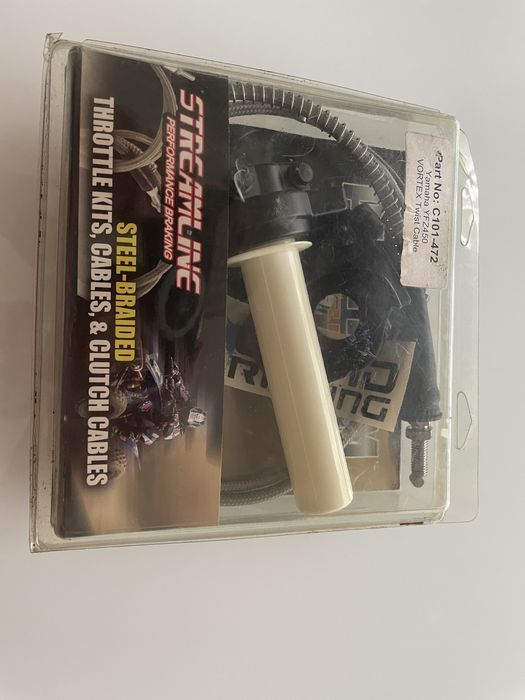 STREAMLINE
PERFORMANCE BRAKING
STEEL-BRAIDED
THROTTLE KITS, CABLES, & CLUTCH CABLES
Part No: C101-472
Yamaha YFZ450
VORTEX Twist Cable